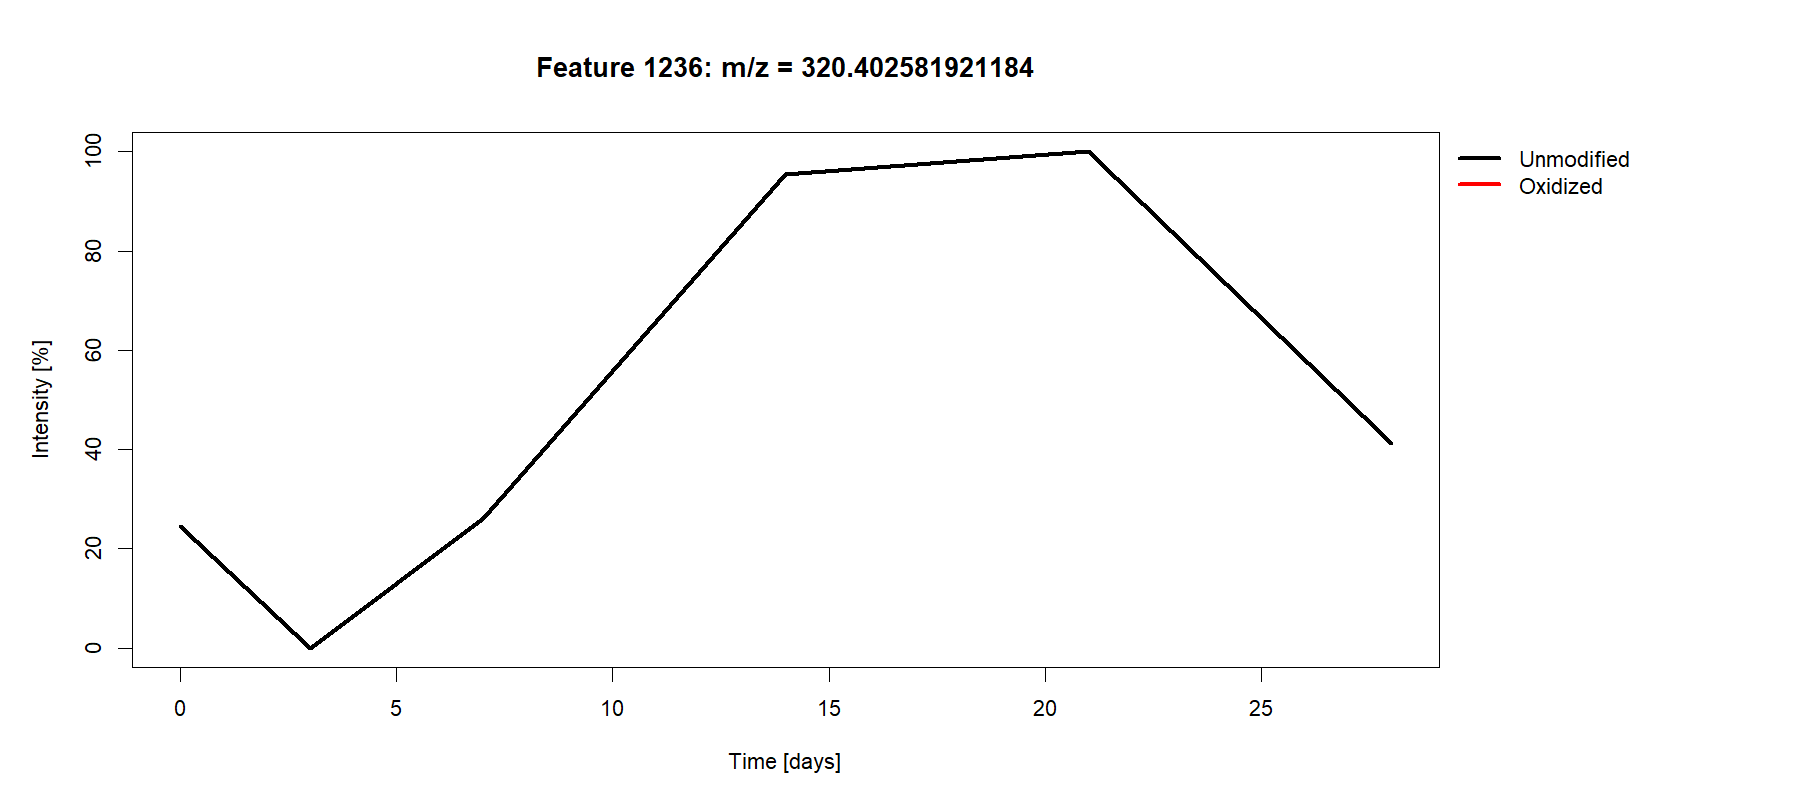 Feature 1236: m/z = 320.402581921184
100
80
60
40
20
0
Intensity [%]
0 5 10 15 20 25
Time [days]
Unmodified
Oxidized